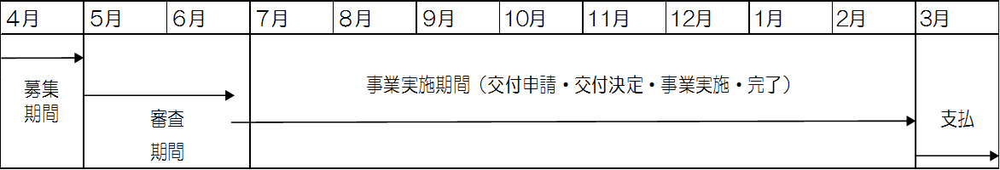 4月 5月 6月 7月 8月 9月 10月 11月 12月 1月 2月 3月
募集
期間
審査
期間
事業実施期間（交付申請・交付決定・事業実施・完了）
支払